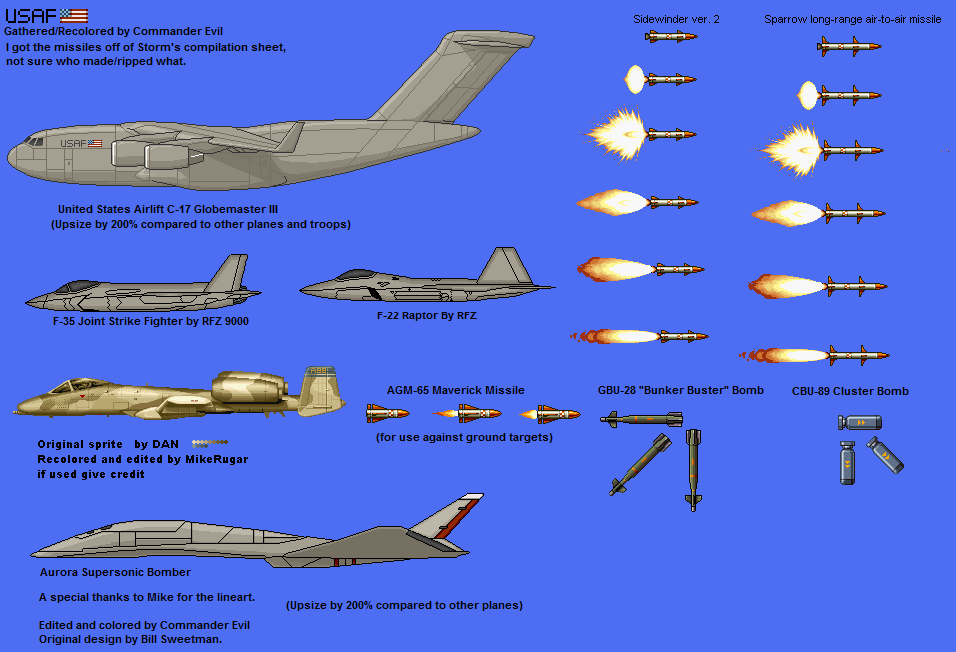 USAF
Gathered/Recolored by Commander Evil
I got the missiles off of Storm's compilation sheet,
not sure who made/ripped what.
Sidewinder ver. 2
Sparrow long-range air-to-air missile
USAF
United States Airlift C-17 Globemaster III
(Upsize by 200% compared to other planes and troops)
F-35 Joint Strike Fighter by RFZ 9000
F-22 Raptor By RFZ
AGM-65 Maverick Missile
(for use against ground targets)
GBU-28 "Bunker Buster" Bomb
CBU-89 Cluster Bomb
Original sprite by DAN
Recolored and edited by MikeRugar
if used give credit
Aurora Supersonic Bomber
A special thanks to Mike for the lineart.
(Upsize by 200% compared to other planes)
Edited and colored by Commander Evil
Original design by Bill Sweetman.